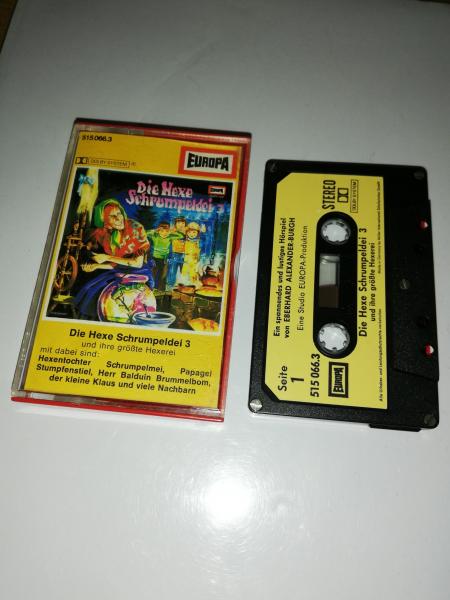 515 066.3
DOLBY SYSTEM
EUROPA
Die Hexe
Schrumpeldei 3
Die Hexe Schrumpeldei 3
und ihre größte Hexerei
mit dabei sind:
Hexentochter Schrumpelmei, Papagei
Stumpfenstiel, Herr Balduin Brummelbom,
der kleine Klaus und viele Nachbarn
STEREO
DOLBY SYSTEM
Ein spannendes und lustiges Hörspiel
von EBERHARD ALEXANDER-BURGH
Eine Studio EUROPA-Produktion
Seite
1
515 066.3
EUROPA
Die Hexe Schrumpeldei 3
und ihre größte Hexerei